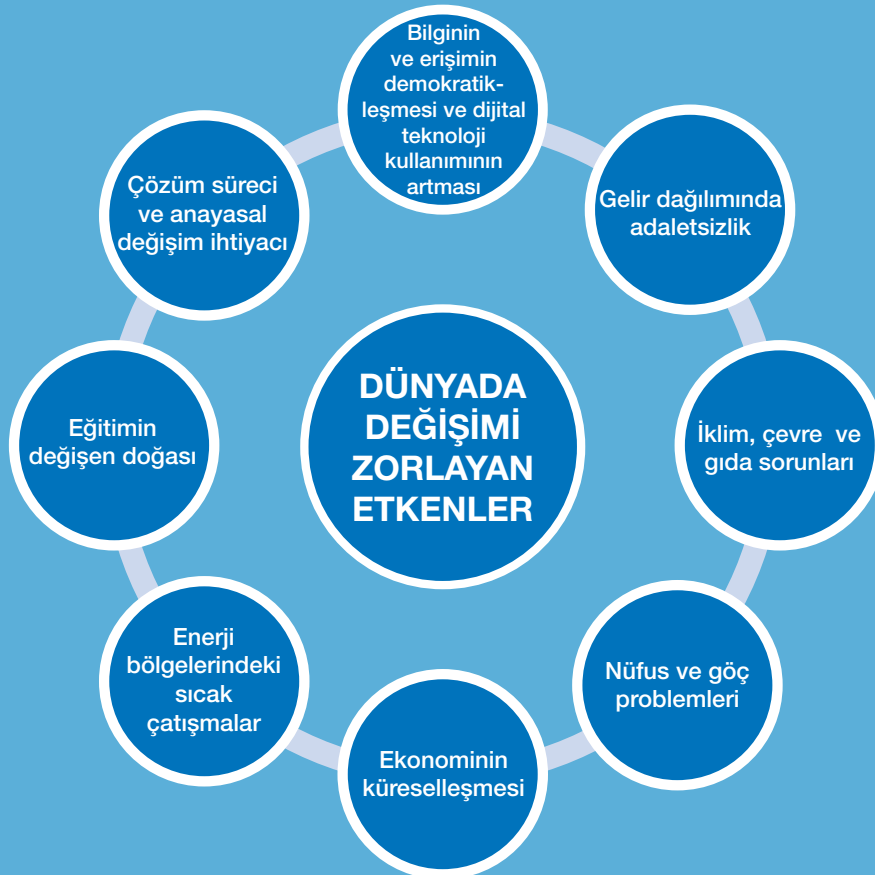 Bilginin
ve erişimin
demokratik-
leşmesi ve dijital
teknoloji
kullanımının
artması
Gelir dağılımında
adaletsizlik
İklim, çevre ve
gıda sorunları
Nüfus ve göç
problemleri
Ekonominin
küreselleşmesi
Enerji
bölgelerindeki
sıcak
çatışmalar
Eğitimin
değişen doğası
Çözüm süreci
ve anayasal
değişim ihtiyacı
DÜNYADA
DEĞİŞİMİ
ZORLAYAN
ETKENLER